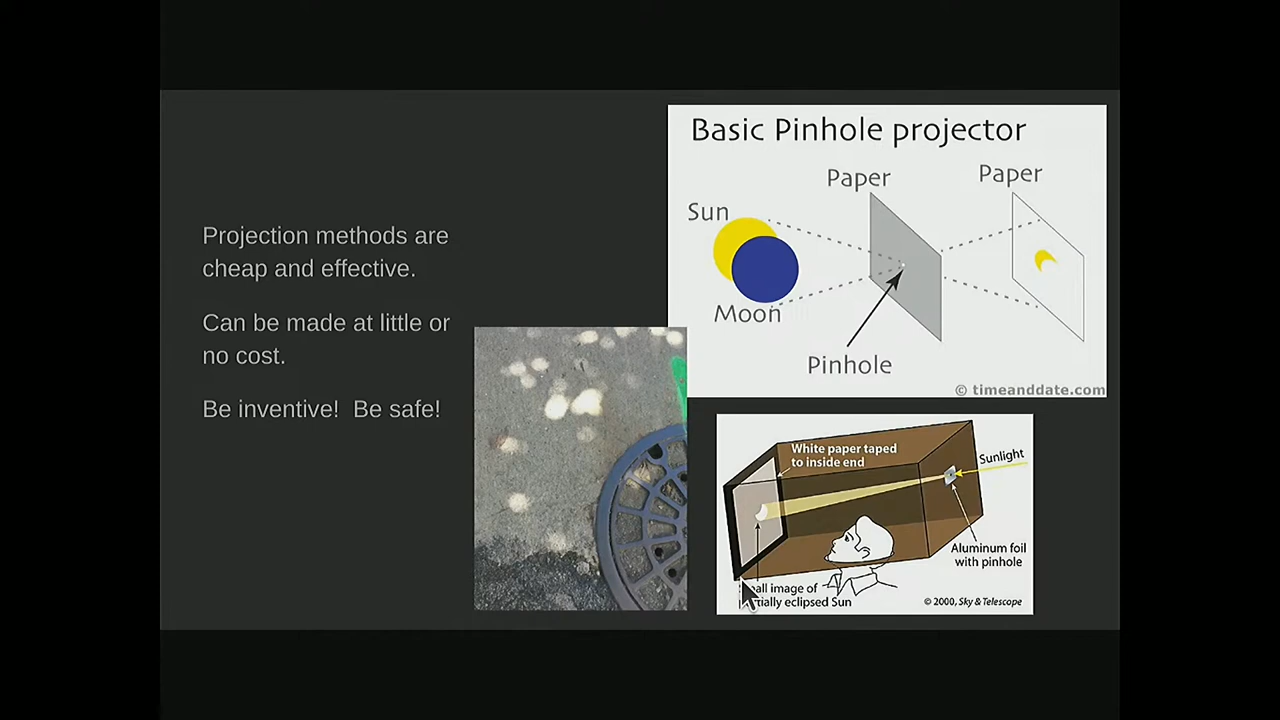 Projection methods are
cheap and effective.
Can be made at little or
no cost.
Be inventive!  Be safe!
Basic Pinhole projector
Paper
Paper
Sun
Moon
Pinhole
© timeanddate.com
White paper taped
to inside end
Sunlight
Aluminum foil
with pinhole
image of
Eclipsed Sun
© 2000, Sky & Telescope